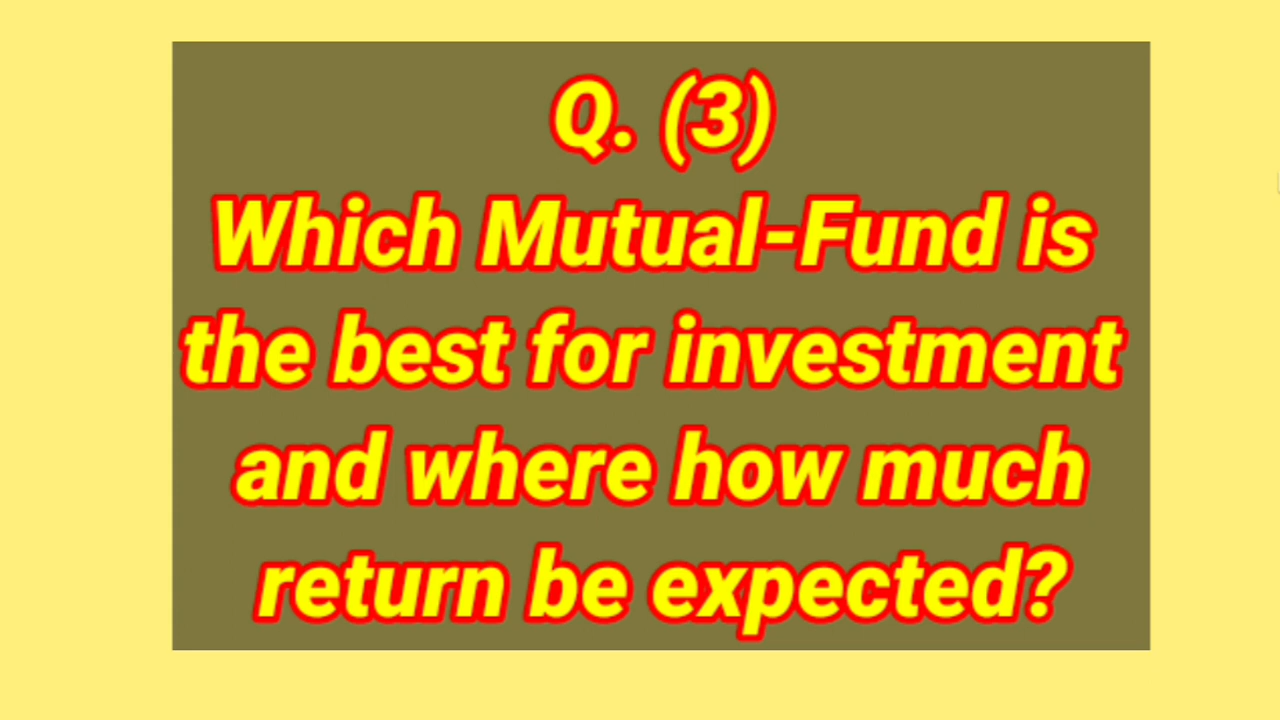 Q. (3)
Which Mutual-Fund is
the best for investment
and where how much
return be expected?